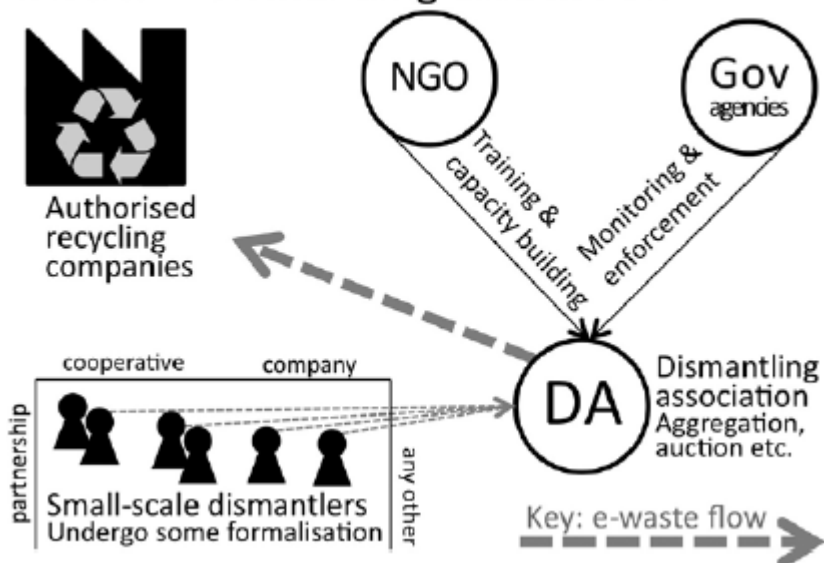 NGO
Gov
agencies
Authorised
recycling
companies
Training &
capacity building
Monitoring &
enforcement
cooperative
company
partnership
any other
Small-scale dismantlers
Undergo some formalisation
DA
Dismantling
association
Aggregation,
auction etc.
Key: e-waste flow